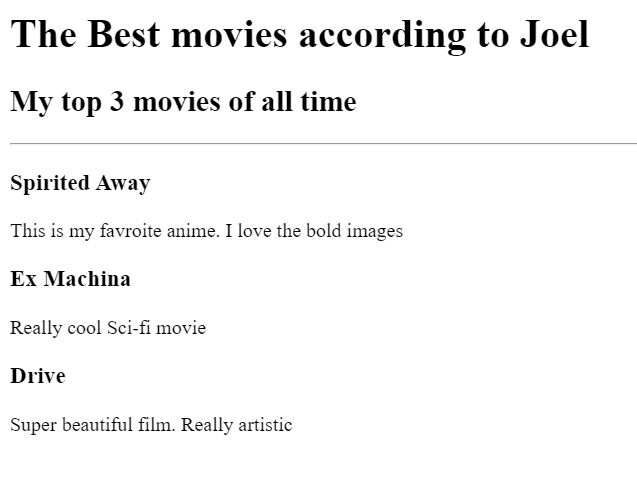 The Best movies according to Joel
My top 3 movies of all time
Spirited Away
This is my favroite anime. I love the bold images
Ex Machina
Really cool Sci-fi movie
Drive
Super beautiful film. Really artistic